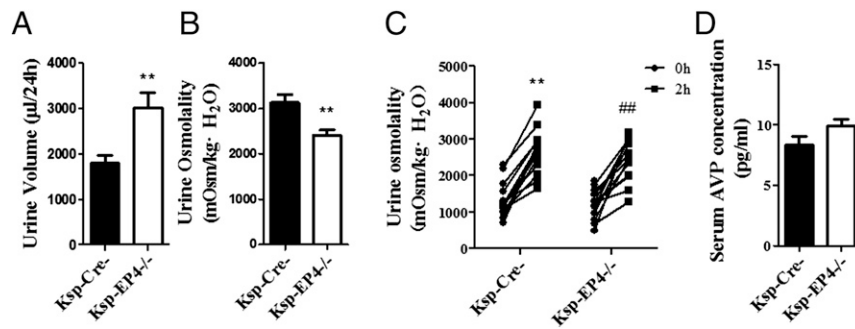 A
Urine Volume (µl/24h)
4000
3000
2000
1000
0
**
Ksp-Cre-
Ksp-EP4-/-
B
Urine Osmolality
(mOsm/kg· H₂O)
4000
3000
2000
1000
0
**
Ksp-Cre-
Ksp-EP4-/-
C
Urine osmolality
(mOsm/kg· H₂O)
5000
4000
3000
2000
1000
0
**
##
0h
2h
Ksp-Cre-
Ksp-EP4-/-
D
Serum AVP concentration
(pg/ml)
15
10
5
0
Ksp-Cre-
Ksp-EP4-/-